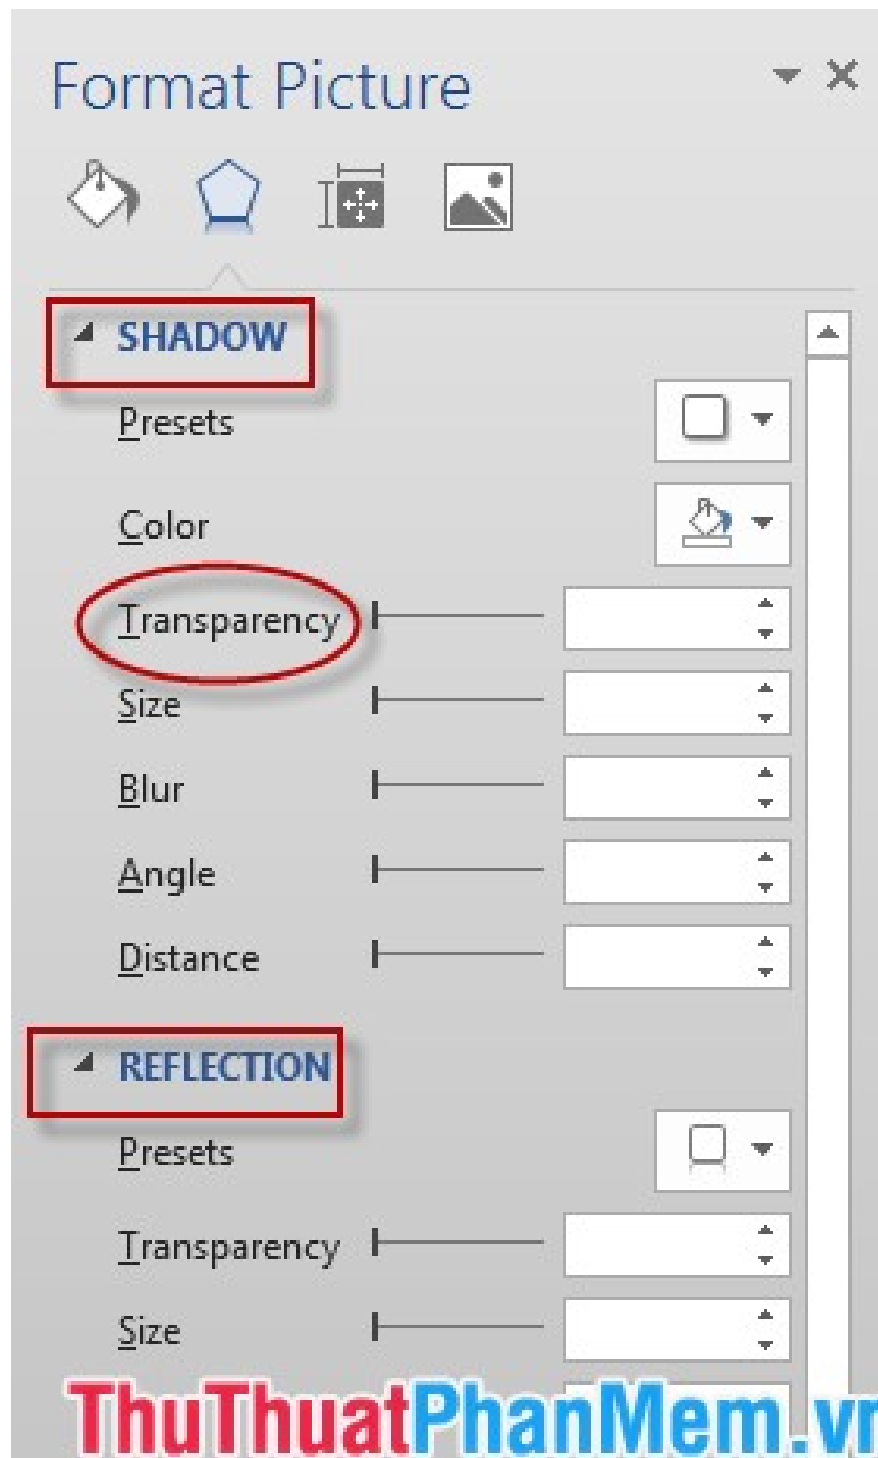 Format Picture
SHADOW
Presets
Color
Transparency
Size
Blur
Angle
Distance
REFLECTION
Presets
Transparency
Size
ThuThuatPhanMem.vn